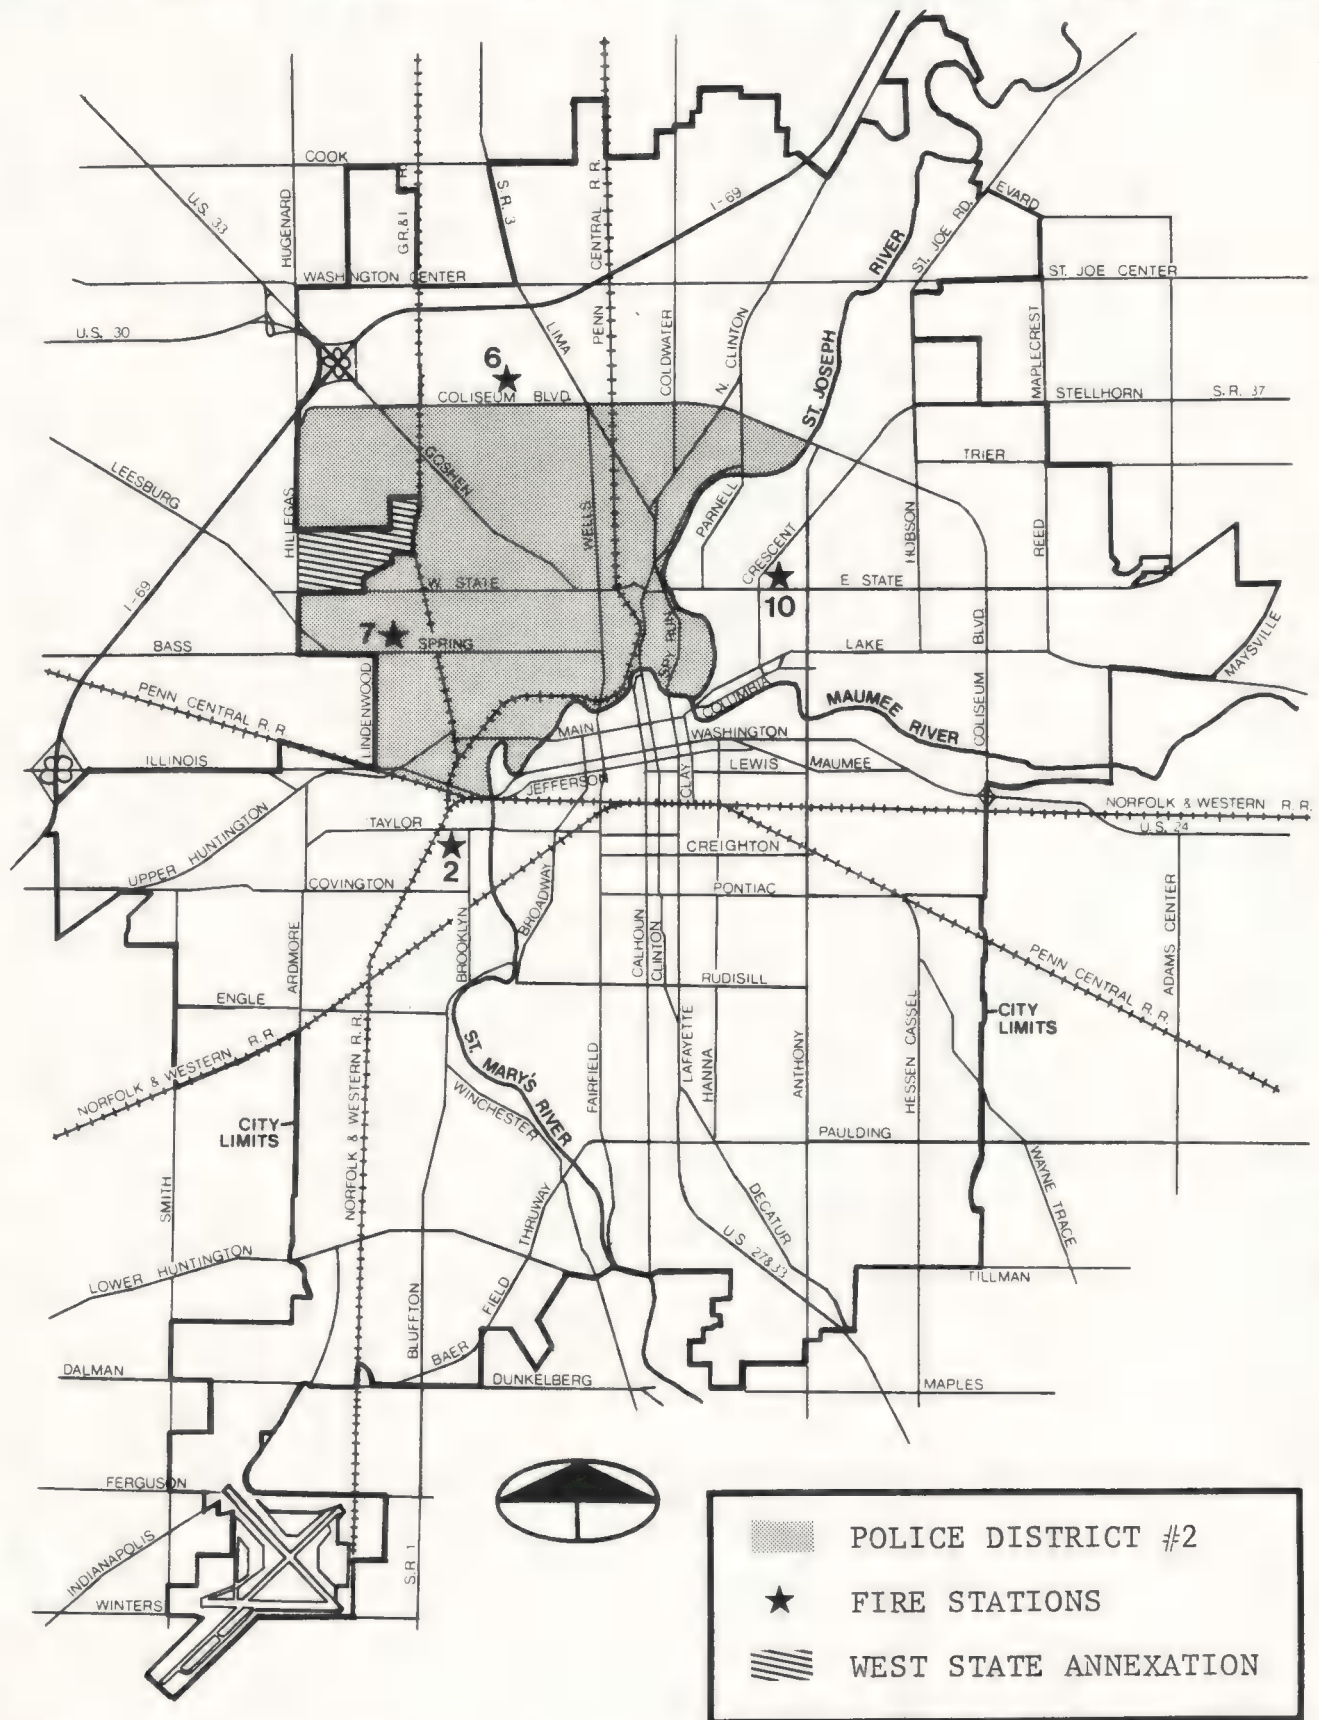 COOK
U.S. 33
HUGENARD
G.R.& I R.
S.R. 3
PENN CENTRAL R.R.
I-69
EVARD
RIVER
ST. JOE RD.
WASHINGTON CENTER
ST. JOE CENTER
U.S. 30
LIMA
COLDWATER
N. CLINTON
ST. JOSEPH
MAPLECREST
6
COLISEUM BLVD.
STELLHORN
S.R. 37
LEESBURG
GOSHEN
TRIER
HILLEGAS
WELLS
PARNELL
CRESCENT
HOBSON
REED
I-69
W. STATE
E STATE
10
7
SPRING
SPY RUN
BASS
LAKE
MAYSVILLE
COLISEUM BLVD.
PENN CENTRAL R.R.
LINDENWOOD
COLUMBIA
MAUMEE RIVER
MAIN
WASHINGTON
ILLINOIS
JEFFERSON
LEWIS
MAUMEE
CLAY
NORFOLK & WESTERN R.R.
U.S. 24
TAYLOR
2
CREIGHTON
UPPER HUNTINGTON
COVINGTON
PONTIAC
BROADWAY
BROOKLYN
ARDMORE
CALHOUN
CLINTON
ADAMS CENTER
PENN CENTRAL R.R.
RUDISILL
ENGLE
CITY
LIMITS
NORFOLK & WESTERN R.R.
NORFOLK & WESTERN R.R.
ST. MARY'S RIVER
WINCHESTER
FAIRFIELD
LAFAYETTE
HANNA
ANTHONY
HESSEN CASSEL
CITY
LIMITS
PAULDING
WAYNE TRACE
SMITH
THRUWAY
DECATUR
U.S. 27&33
LOWER HUNTINGTON
TILLMAN
BLUFFTON
FIELD
BAER
DALMAN
DUNKELBERG
MAPLES
FERGUSON
INDIANAPOLIS
S.R. 1
WINTERS
POLICE DISTRICT #2
FIRE STATIONS
WEST STATE ANNEXATION